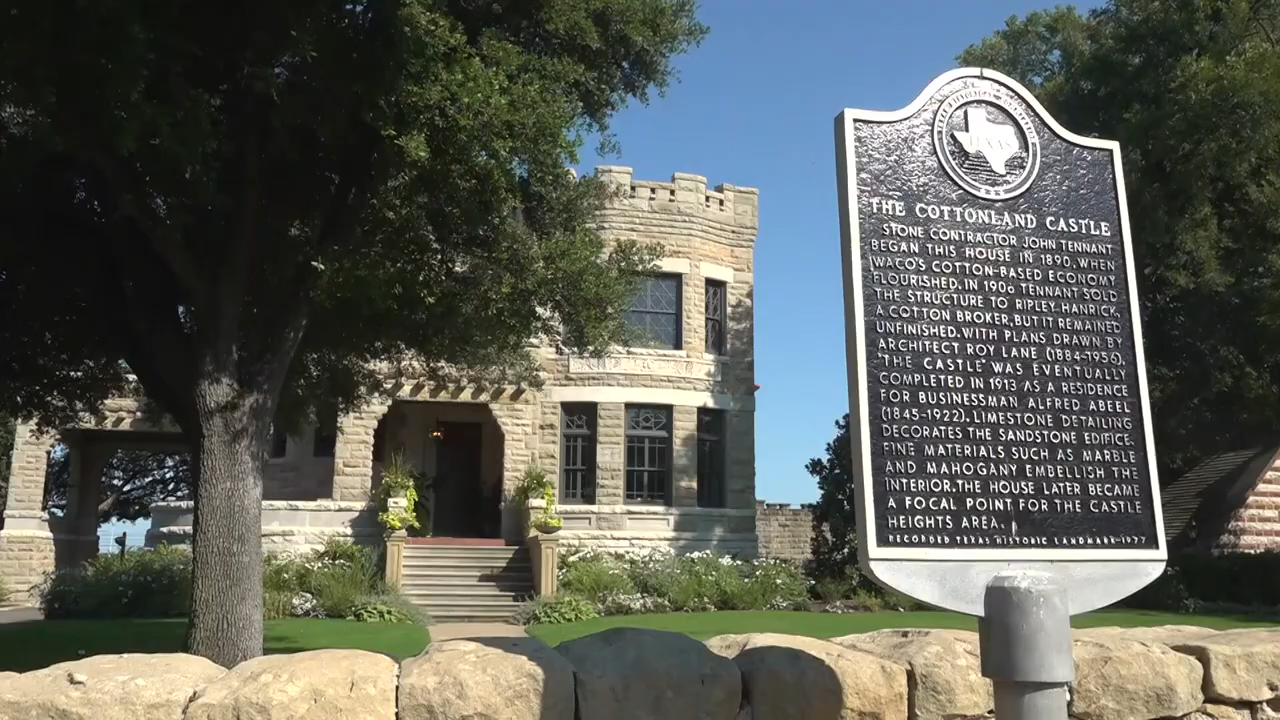 TEXAS
THE COTTONLAND CASTLE
STONE CONTRACTOR JOHN TENNANT
BEGAN THIS HOUSE IN 1890, WHEN
WACO'S COTTON-BASED ECONOMY
FLOURISHED. IN 1906 TENNANT SOLD
THE STRUCTURE TO RIPLEY HANRICK,
A COTTON BROKER, BUT IT REMAINED
UNFINISHED. WITH PLANS DRAWN BY
ARCHITECT ROY LANE (1884-1956),
"THE CASTLE" WAS EVENTUALLY
COMPLETED IN 1913 AS A RESIDENCE
FOR BUSINESSMAN ALFRED ABEEL
(1845-1922). LIMESTONE DETAILING
DECORATES THE SANDSTONE EDIFICE.
FINE MATERIALS SUCH AS MARBLE
AND MAHOGANY EMBELLISH THE
INTERIOR. THE HOUSE LATER BECAME
A FOCAL POINT FOR THE CASTLE
HEIGHTS AREA.
RECORDED TEXAS HISTORIC LANDMARK-1977